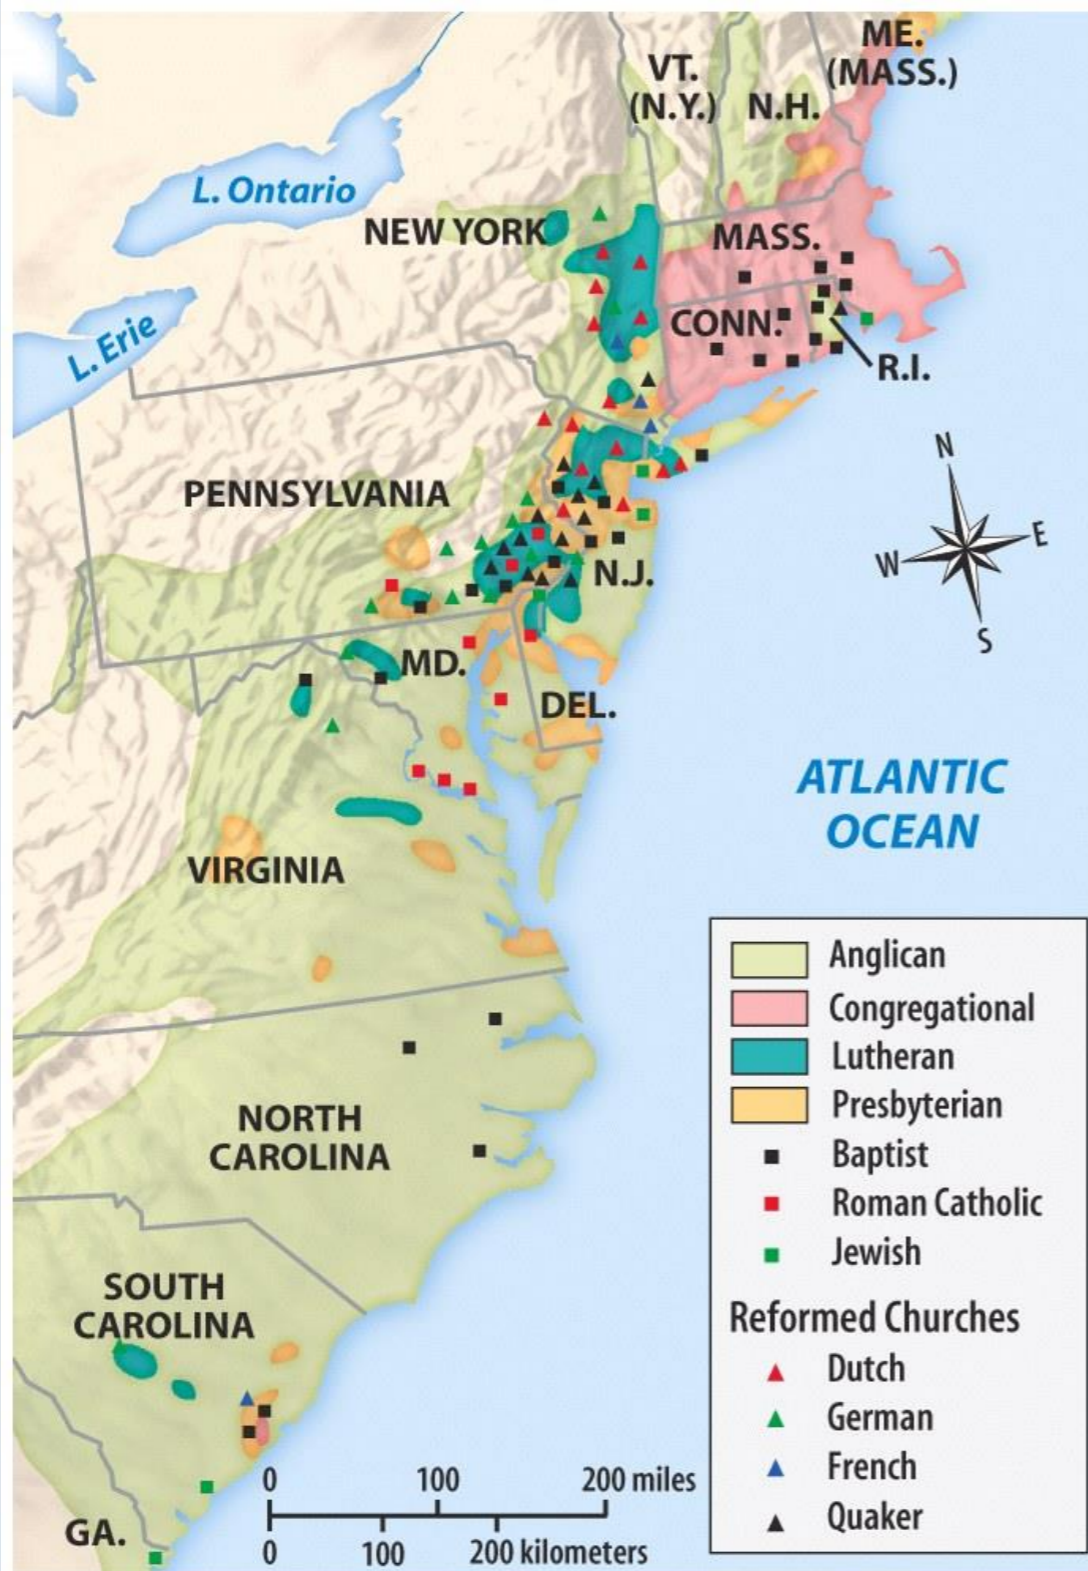 ME.
(MASS.)
VT.
(N.Y.)
N.H.
L. Ontario
NEW YORK
MASS.
CONN.
R.I.
L. Erie
PENNSYLVANIA
N
E
W
S
N.J.
MD.
DEL.
ATLANTIC
OCEAN
VIRGINIA
NORTH
CAROLINA
SOUTH
CAROLINA
GA.
0 100 200 miles
0 100 200 kilometers
Anglican
Congregational
Lutheran
Presbyterian
Baptist
Roman Catholic
Jewish
Reformed Churches
Dutch
German
French
Quaker